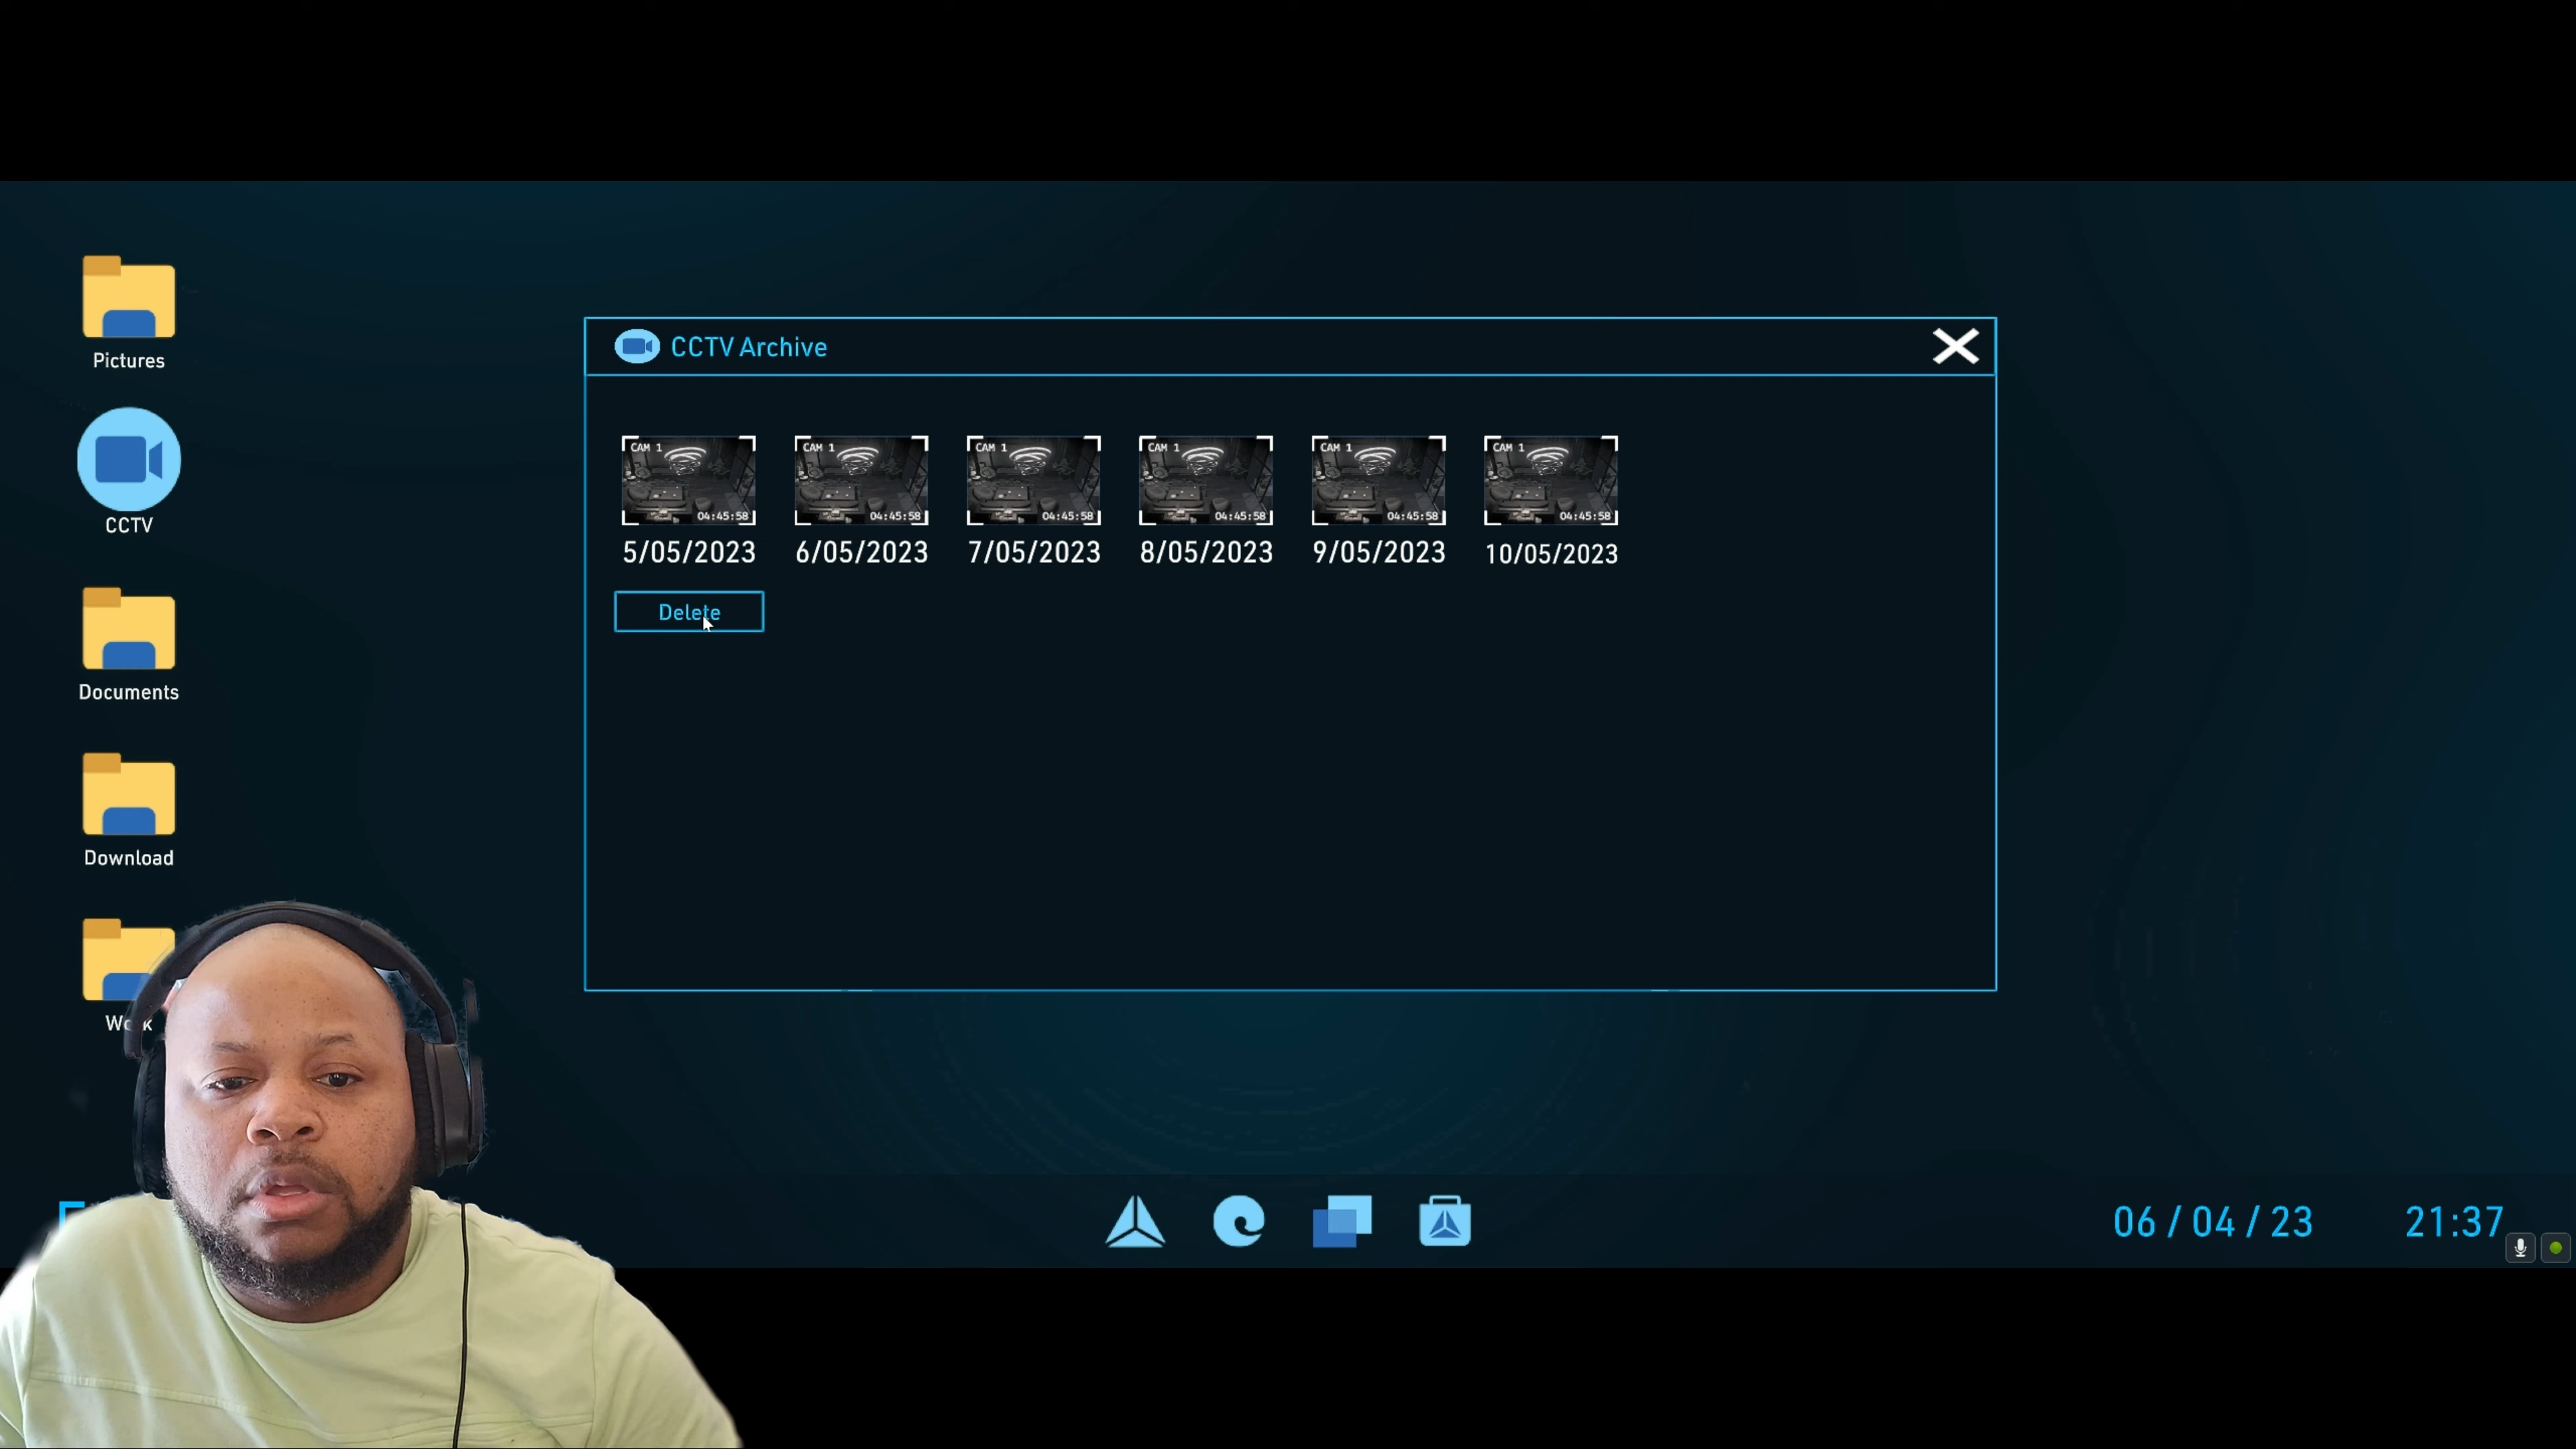 Pictures
CCTV
Documents
Download
CCTV Archive
CAM 1 CAM 1 CAM 1 CAM 1 CAM 1 CAM 1
04:45:58 04:45:58 04:45:58 04:45:58 04:45:58 04:45:58
5/05/2023 6/05/2023 7/05/2023 8/05/2023 9/05/2023 10/05/2023
Delete
06 / 04 / 23 21:37